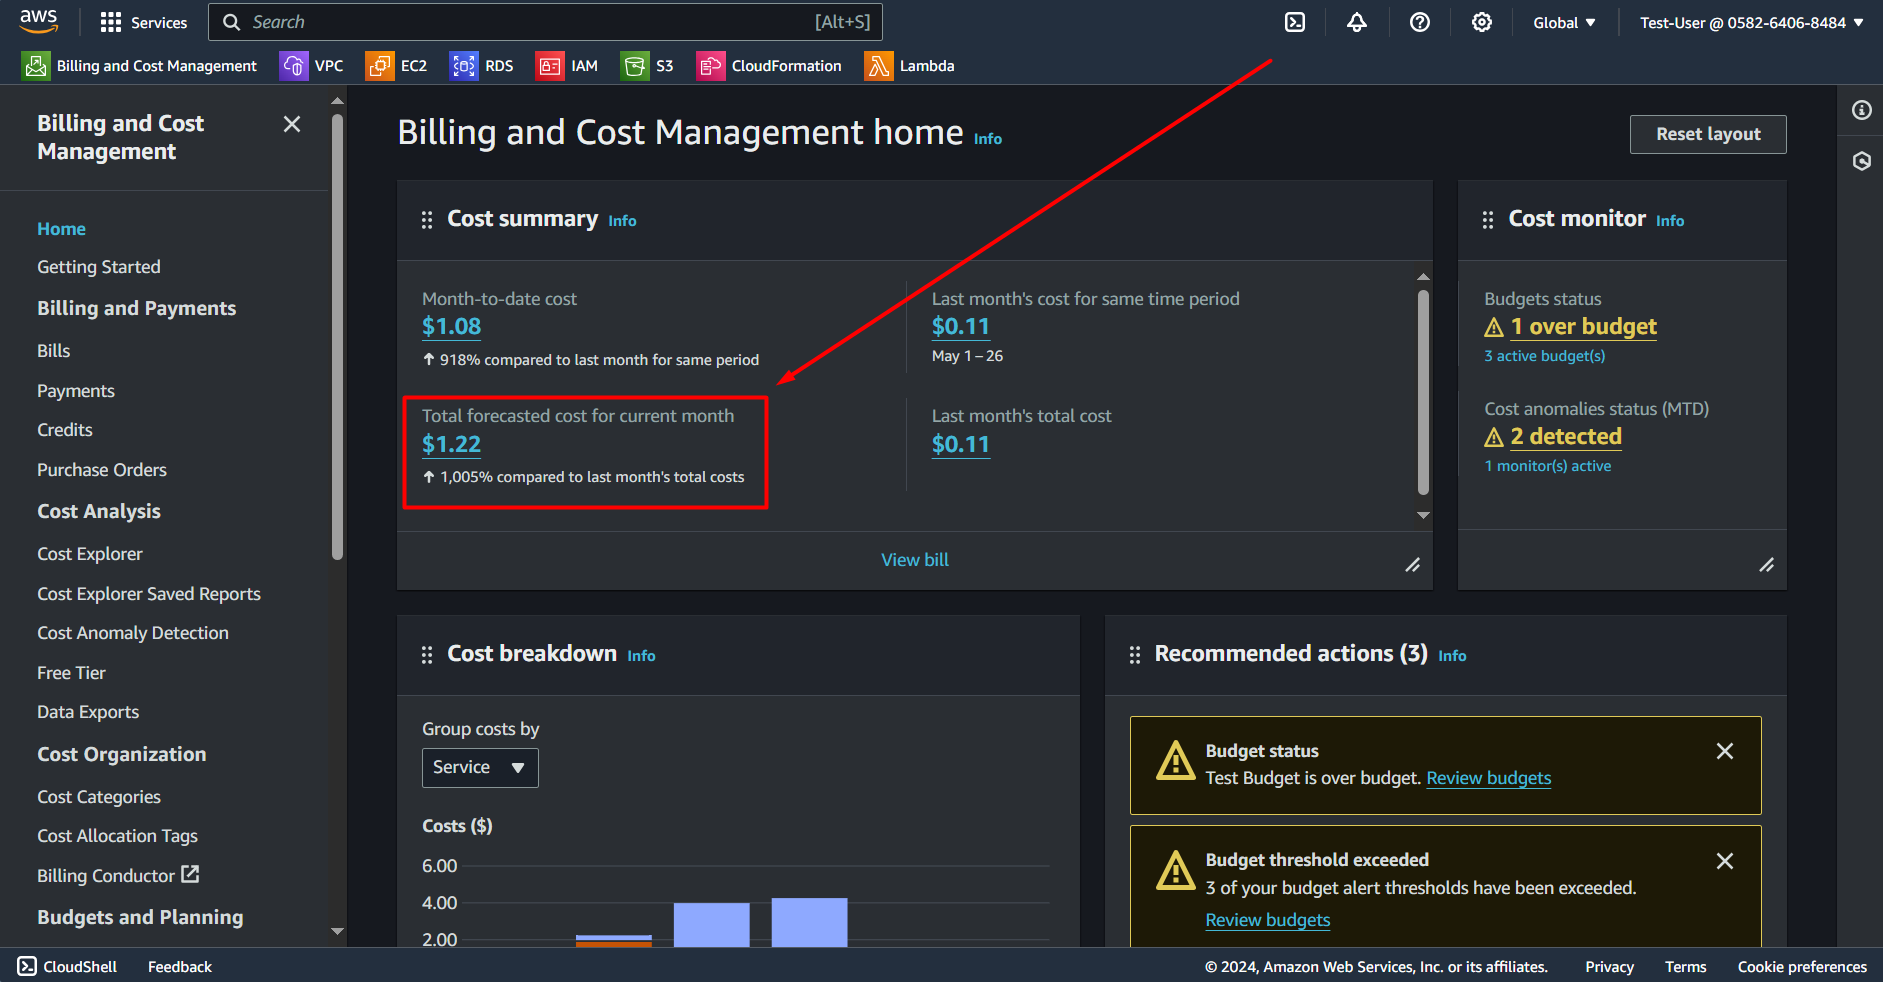 aws
Services
Search
[Alt+S]
Global
Test-User @ 0582-6406-8484
Billing and Cost Management
VPC
EC2
RDS
IAM
S3
CloudFormation
Lambda
Billing and Cost
Management
Home
Getting Started
Billing and Payments
Bills
Payments
Credits
Purchase Orders
Cost Analysis
Cost Explorer
Cost Explorer Saved Reports
Cost Anomaly Detection
Free Tier
Data Exports
Cost Organization
Cost Categories
Cost Allocation Tags
Billing Conductor
Budgets and Planning
Billing and Cost Management home Info
Reset layout
Cost summary Info
Month-to-date cost
$1.08
↑ 918% compared to last month for same period
Last month's cost for same time period
$0.11
May 1 – 26
Total forecasted cost for current month
$1.22
↑ 1,005% compared to last month's total costs
Last month's total cost
$0.11
View bill
Cost monitor Info
Budgets status
1 over budget
3 active budget(s)
Cost anomalies status (MTD)
2 detected
1 monitor(s) active
Cost breakdown Info
Group costs by
Service
Costs ($)
6.00
4.00
2.00
Recommended actions (3) Info
Budget status
Test Budget is over budget. Review budgets
Budget threshold exceeded
3 of your budget alert thresholds have been exceeded.
Review budgets
CloudShell
Feedback
© 2024, Amazon Web Services, Inc. or its affiliates.
Privacy
Terms
Cookie preferences